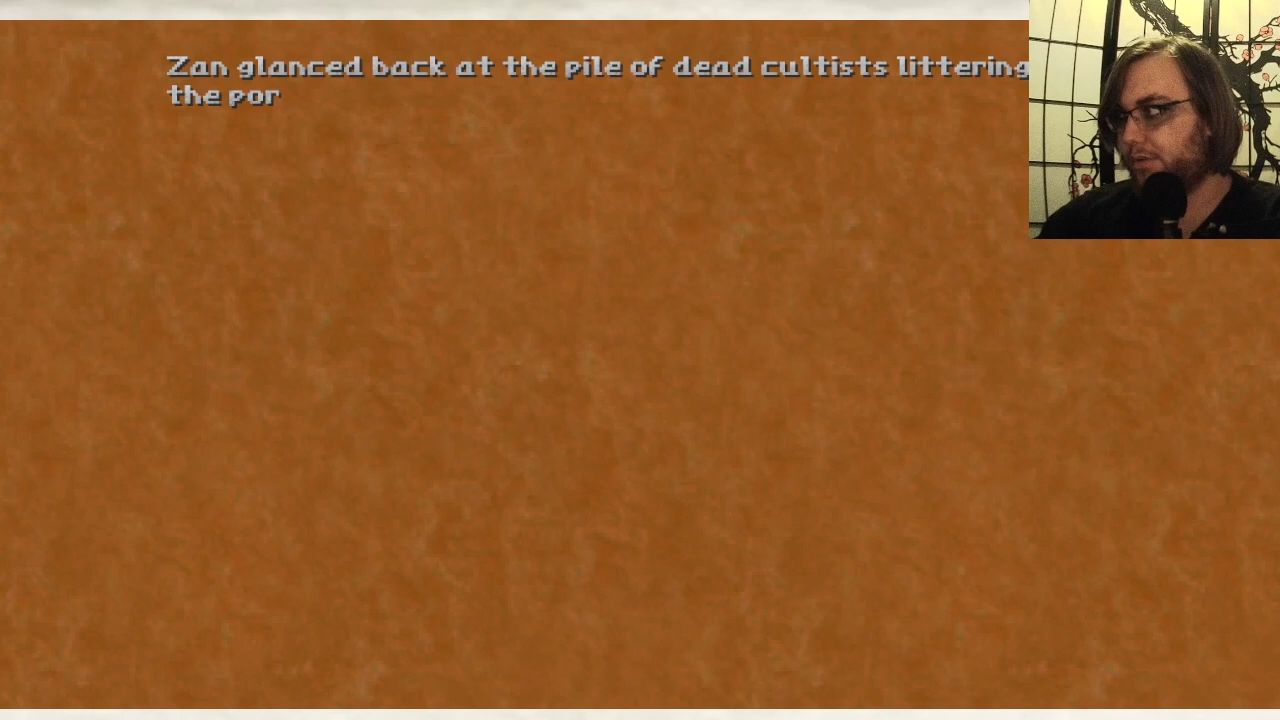 Zan glanced back at the pile of dead cultists littering
the por